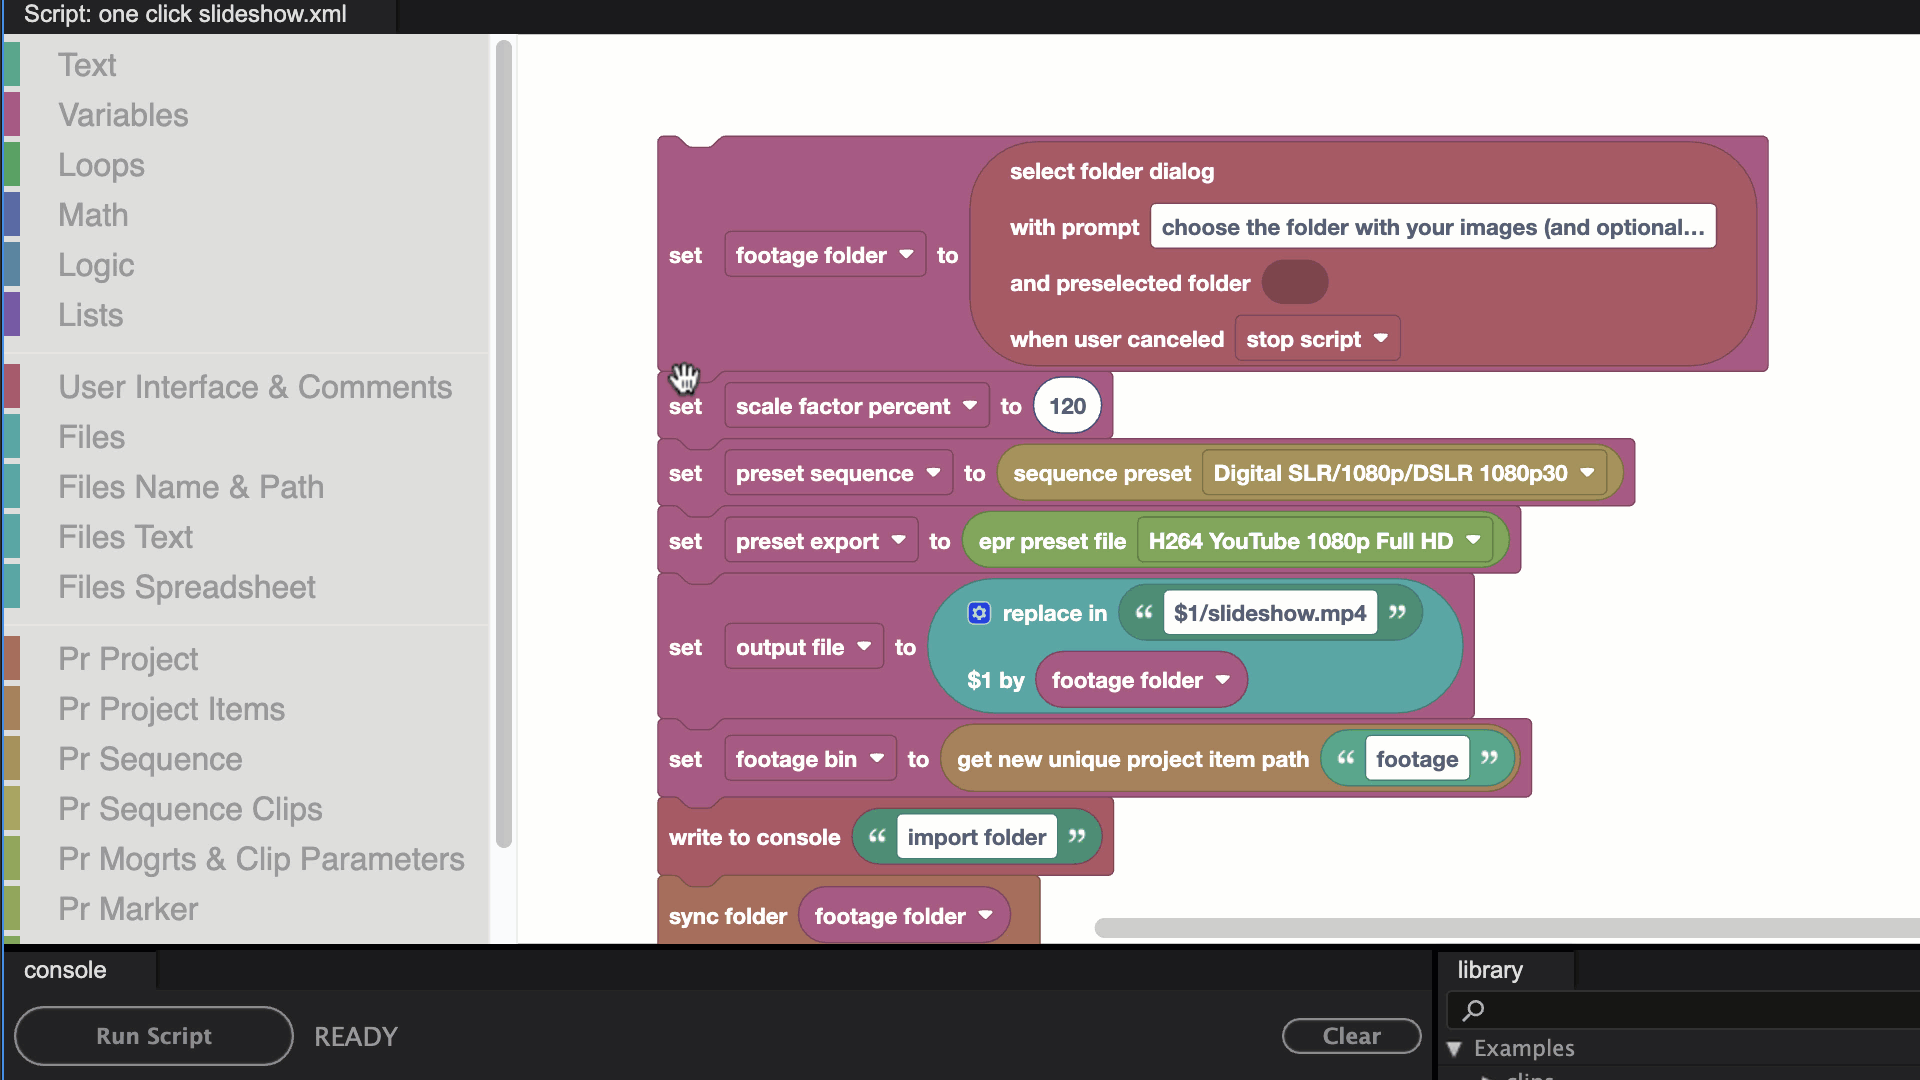 Script: one click slideshow.xml
Text
Variables
Loops
Math
Logic
Lists
User Interface & Comments
Files
Files Name & Path
Files Text
Files Spreadsheet
Pr Project
Pr Project Items
Pr Sequence
Pr Sequence Clips
Pr Mogrts & Clip Parameters
Pr Marker
select folder dialog
with prompt choose the folder with your images (and optional...
set footage folder to
and preselected folder
when user canceled stop script
set scale factor percent to 120
set preset sequence to sequence preset Digital SLR/1080p/DSLR 1080p30
set preset export to epr preset file H264 YouTube 1080p Full HD
replace in “ $1/slideshow.mp4 ”
set output file to
$1 by footage folder
set footage bin to get new unique project item path “ footage ”
write to console “ import folder ”
sync folder footage folder
console
Run Script READY Clear
library
Examples